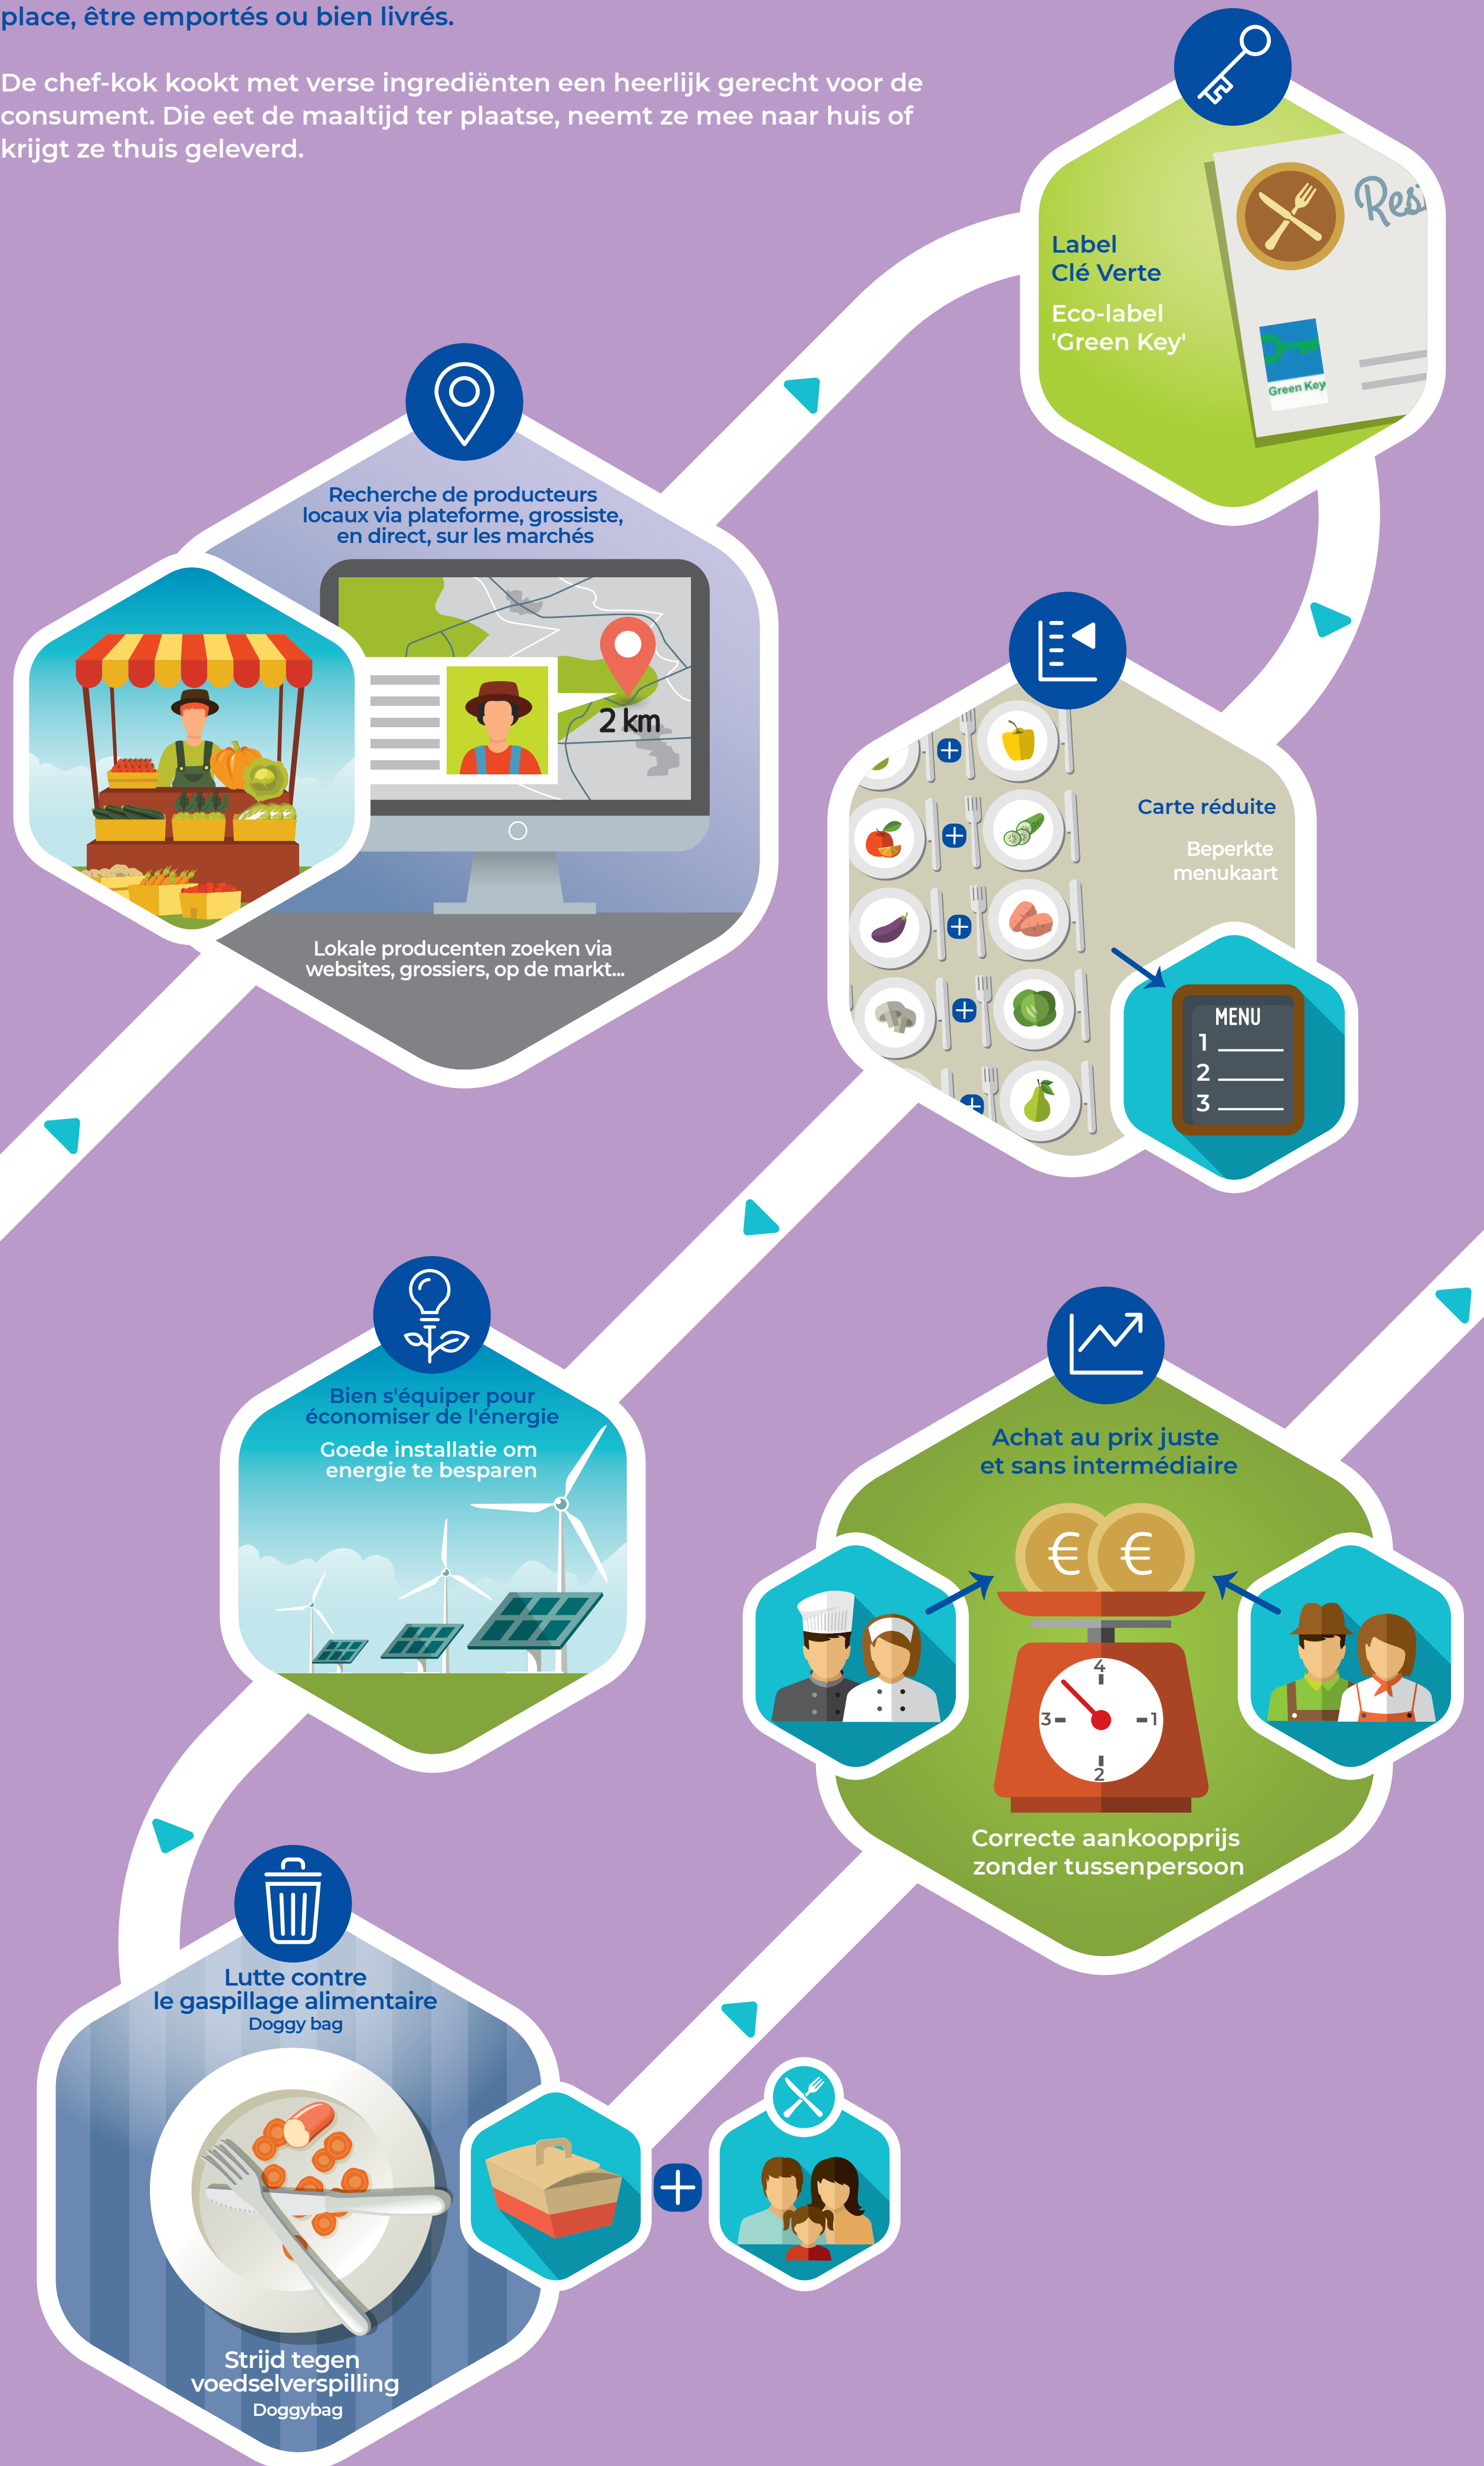 place, être emportés ou bien livrés.
De chef-kok kookt met verse ingrediënten een heerlijk gerecht voor de
consument. Die eet de maaltijd ter plaatse, neemt ze mee naar huis of
krijgt ze thuis geleverd.
Label
Clé Verte
Eco-label
'Green Key'
Res
Green Key
Recherche de producteurs
locaux via plateforme, grossiste,
en direct, sur les marchés
2 km
Lokale producenten zoeken via
websites, grossiers, op de markt...
Carte réduite
Beperkte
menukaart
MENU
1
2
3
Bien s'équiper pour
économiser de l'énergie
Goede installatie om
energie te besparen
Achat au prix juste
et sans intermédiaire
€ €
4
3 1
2
Correcte aankoopprijs
zonder tussenpersoon
Lutte contre
le gaspillage alimentaire
Doggy bag
Strijd tegen
voedselverspilling
Doggybag